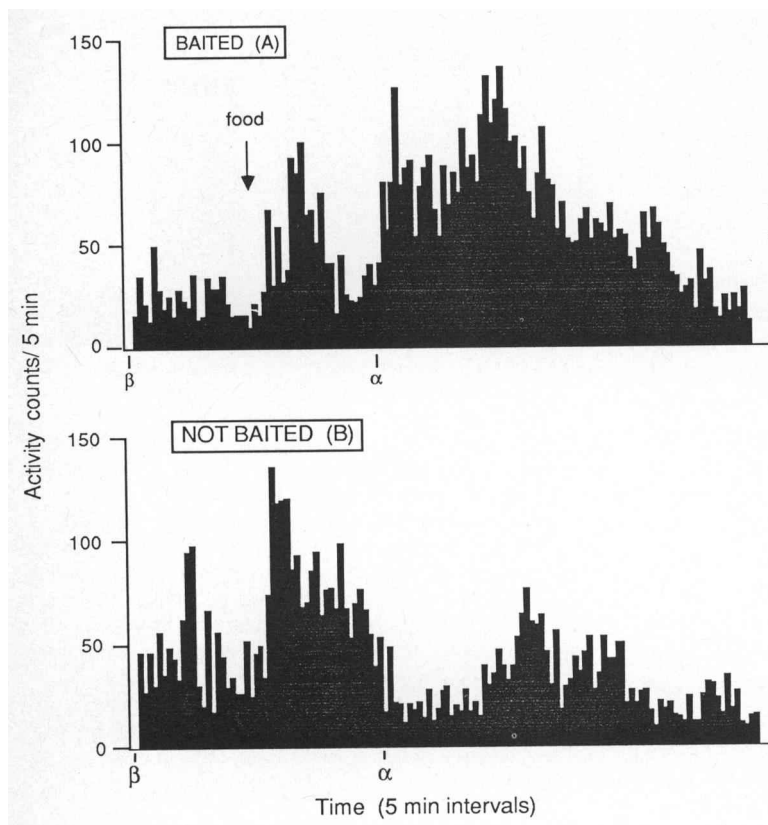 150
BAITED (A)
food
100
50
0
β
α
Activity counts/ 5 min
150
NOT BAITED (B)
100
50
0
β
α
Time (5 min intervals)